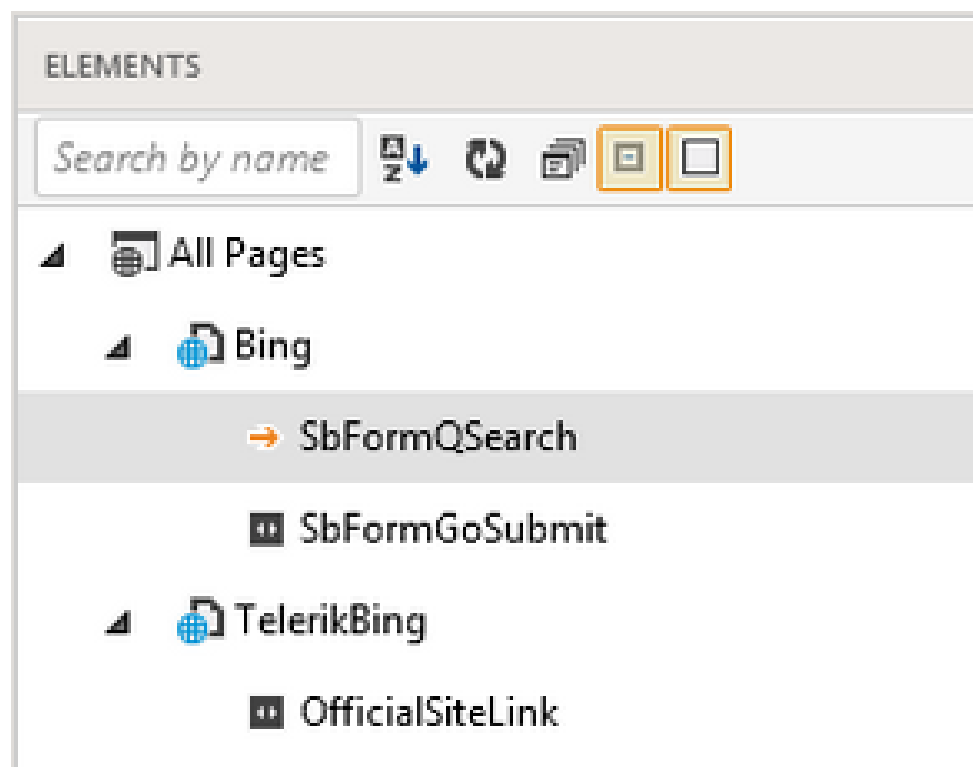 ELEMENTS
Search by name
All Pages
Bing
SbFormQSearch
SbFormGoSubmit
TelerikBing
OfficialSiteLink